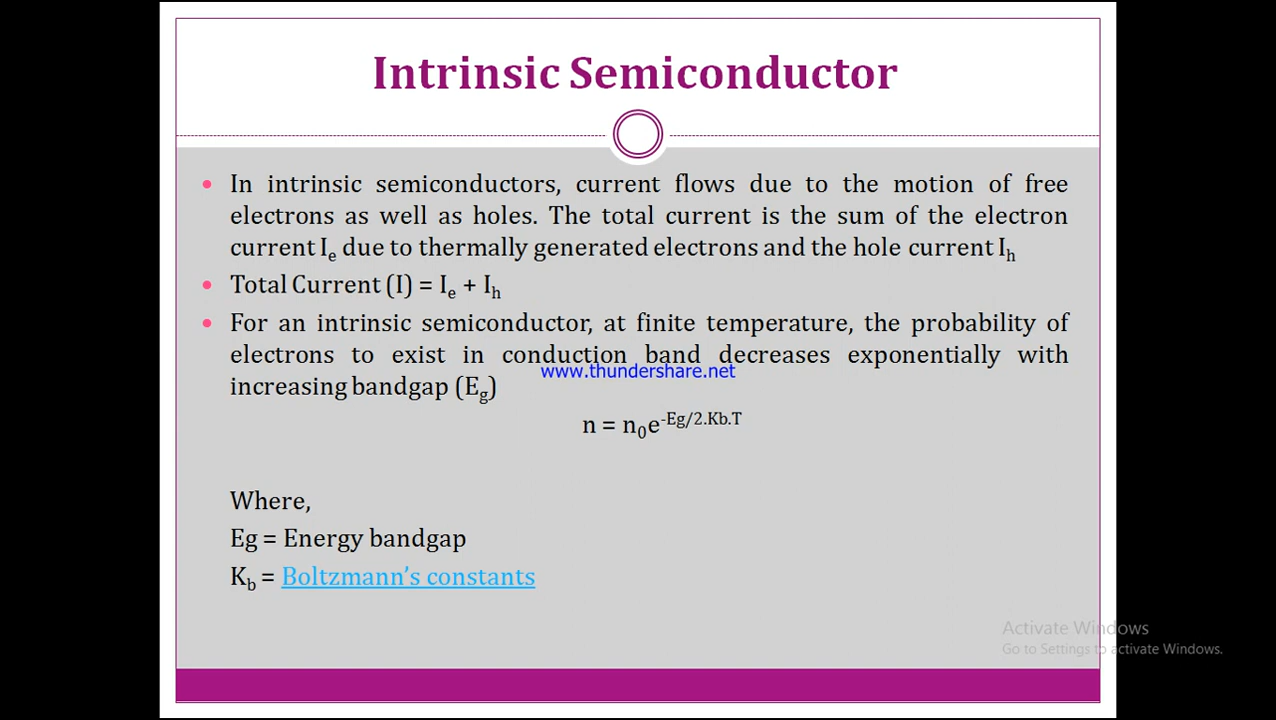 Intrinsic Semiconductor
• In intrinsic semiconductors, current flows due to the motion of free
electrons as well as holes. The total current is the sum of the electron
current Ie due to thermally generated electrons and the hole current Ih
• Total Current (I) = Ie + Ih
• For an intrinsic semiconductor, at finite temperature, the probability of
electrons to exist in conduction band decreases exponentially with
www.thundershare.net
increasing bandgap (Eg)
n = n0e-Eg/2.Kb.T
Where,
Eg = Energy bandgap
Kb = Boltzmann’s constants
Activate Windows
Go to Settings to activate Windows.